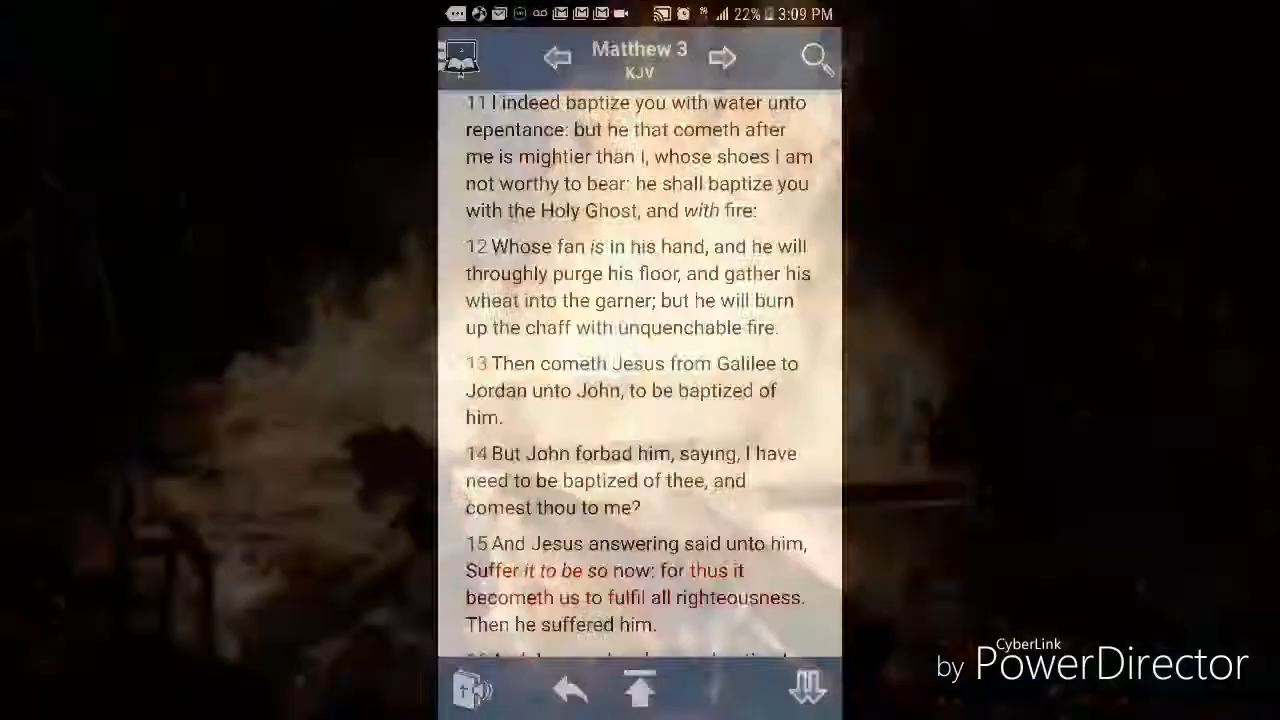 22% 3:09 PM
Matthew 3
KJV
11 I indeed baptize you with water unto
repentance: but he that cometh after
me is mightier than I, whose shoes I am
not worthy to bear: he shall baptize you
with the Holy Ghost, and with fire:
12 Whose fan is in his hand, and he will
throughly purge his floor, and gather his
wheat into the garner; but he will burn
up the chaff with unquenchable fire.
13 Then cometh Jesus from Galilee to
Jordan unto John, to be baptized of
him.
14 But John forbad him, saying, I have
need to be baptized of thee, and
comest thou to me?
15 And Jesus answering said unto him,
Suffer it to be so now: for thus it
becometh us to fulfil all righteousness.
Then he suffered him.
CyberLink
by PowerDirector